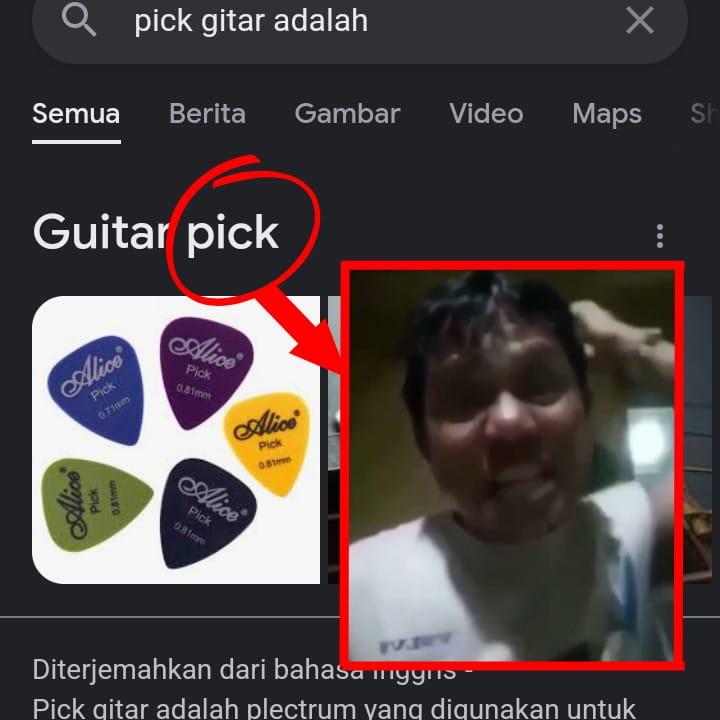 pick gitar adalah
Semua Berita Gambar Video Maps Sh
Guitar pick
Alice®
Pick
0.71mm
Alice®
Pick
0.81mm
Alice®
Pick
0.81mm
Alice®
Pick
0.81mm
Alice®
Pick
0.81mm
Diterjemahkan dari bahasa Inggris -
Pick gitar adalah plectrum yang digunakan untuk